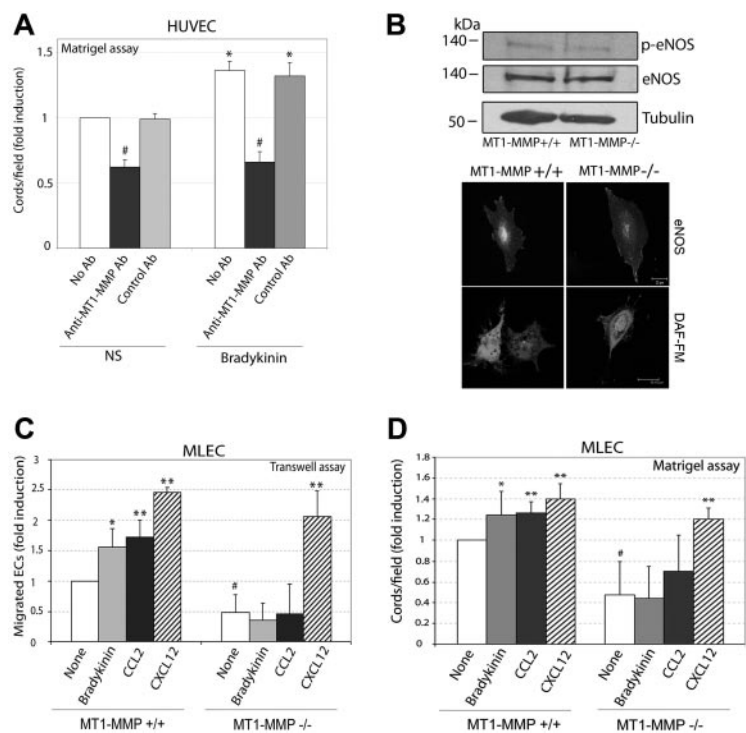 A
HUVEC
Matrigel assay
Cords/field (fold induction)
1.5
1
0.5
0
*
*
#
#
No Ab
Anti-MT1-MMP Ab
Control Ab
No Ab
Anti-MT1-MMP Ab
Control Ab
NS
Bradykinin
B
kDa
140
p-eNOS
140
eNOS
50
Tubulin
MT1-MMP+/+ MT1-MMP-/-
MT1-MMP +/+ MT1-MMP-/-
eNOS
DAF-FM
C
MLEC
Transwell assay
Migrated ECs (fold induction)
3
2.5
2
1.5
1
0.5
0
*
**
**
#
**
None
Bradykinin
CCL2
CXCL12
None
Bradykinin
CCL2
CXCL12
MT1-MMP +/+
MT1-MMP -/-
D
MLEC
Matrigel assay
Cords/field (fold induction)
1.8
1.6
1.4
1.2
1
0.8
0.6
0.4
0.2
0
*
**
**
#
**
None
Bradykinin
CCL2
CXCL12
None
Bradykinin
CCL2
CXCL12
MT1-MMP +/+
MT1-MMP -/-